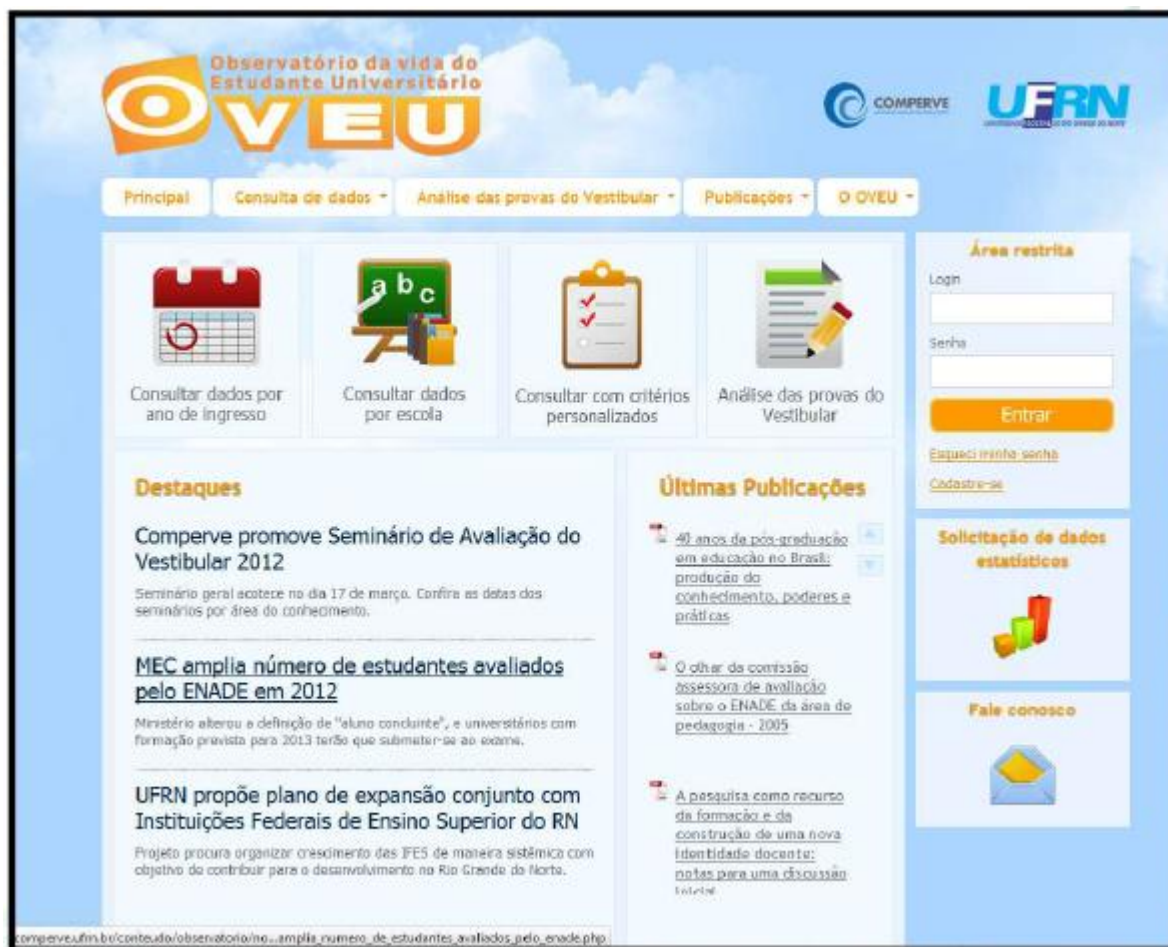 Observatório da vida do
Estudante Universitário
OVEU
COMPERVE
UFRN
Principal
Consulta de dados
Análise das provas do Vestibular
Publicações
O OVEU
a b c
Consultar dados por
ano de ingresso
Consultar dados
por escola
Consultar com critérios
personalizados
Análise das provas do
Vestibular
Área restrita
Login
Senha
Entrar
Esqueci minha senha
Cadastre-se
Destaques
Comperve promove Seminário de Avaliação do
Vestibular 2012
Seminário geral acotece no dia 17 de março. Confira as datas dos
seminários por área do conhecimento.
MEC amplia número de estudantes avaliados
pelo ENADE em 2012
Ministério alterou a definição de "aluno concluinte", e universitários com
formação prevista para 2013 terão que submeter-se ao exame.
UFRN propõe plano de expansão conjunto com
Instituições Federais de Ensino Superior do RN
Projeto procura organizar crescimento das IFES de maneira sistêmica com
objetivo de contribuir para o desenvolvimento no Rio Grande do Norte.
Últimas Publicações
40 anos da pós-graduação
em educação no Brasil:
produção do
conhecimento, poderes e
práticas
O olhar da comissão
assessora de avaliação
sobre o ENADE da área de
pedagogia - 2005
A pesquisa como recurso
da formação e da
construção de uma nova
identidade docente:
notas para uma discussão
inicial
Solicitação de dados
estatísticos
Fale conosco
comperve.ufrn.br/conteudo/observatorio/no...amplia_numero_de_estudantes_avaliados_pelo_enade.php